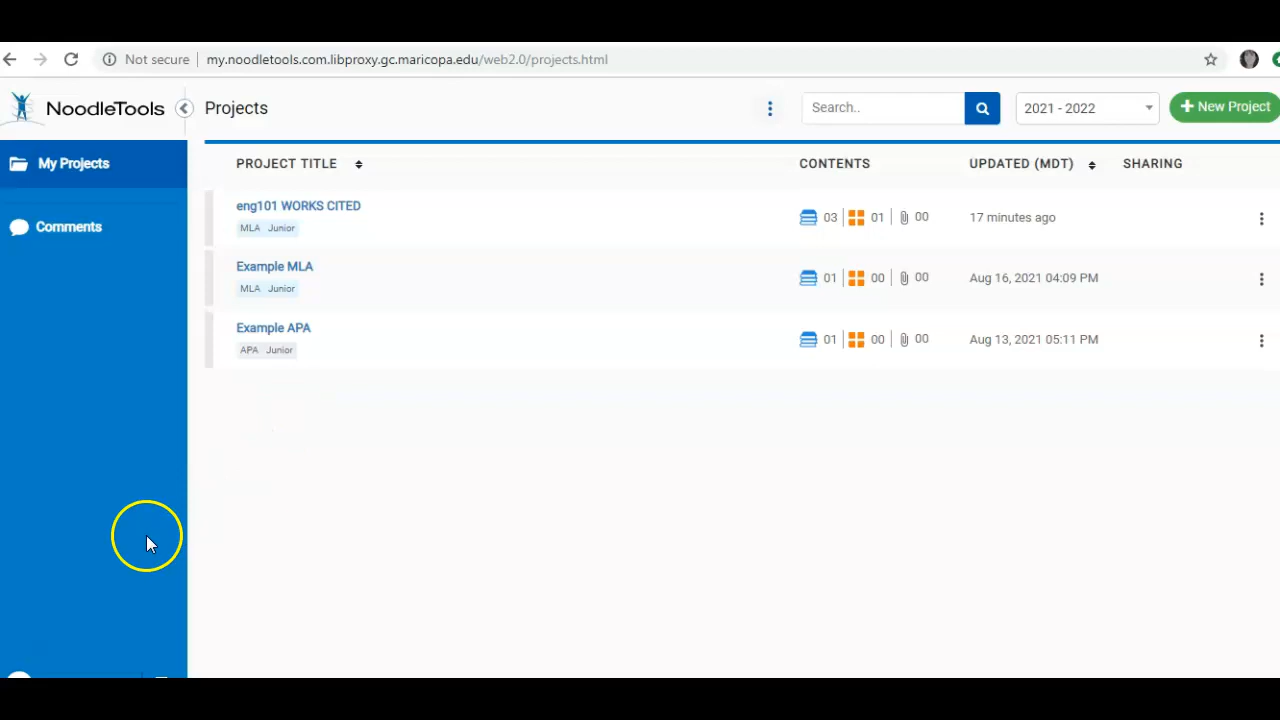 Not secure my.noodletools.com.libproxy.gc.maricopa.edu/web2.0/projects.html
NoodleTools Projects Search.. 2021 - 2022 New Project
My Projects
Comments
PROJECT TITLE CONTENTS UPDATED (MDT) SHARING
eng101 WORKS CITED
MLA Junior
03 01 00 17 minutes ago
Example MLA
MLA Junior
01 00 00 Aug 16, 2021 04:09 PM
Example APA
APA Junior
01 00 00 Aug 13, 2021 05:11 PM